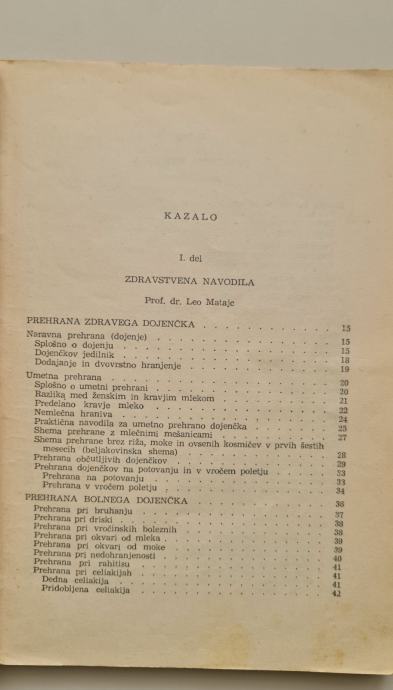 KAZALO
I. del
ZDRAVSTVENA NAVODILA
Prof. dr. Leo Matajc
PREHRANA ZDRAVEGA DOJENČKA . . . . . . . . . . . 15
Naravna prehrana (dojenje) . . . . . . . . . . . 15
Splošno o dojenju . . . . . . . . . . . 15
Dojenčkov jedilnik . . . . . . . . . . . 18
Dodajanje in dvovrstno hranjenje . . . . . . . . . . . 19
Umetna prehrana . . . . . . . . . . . 20
Splošno o umetni prehrani . . . . . . . . . . . 20
Razlika med ženskim in kravjim mlekom . . . . . . . . . . . 21
Predelano kravje mleko . . . . . . . . . . . 22
Nemlečna hraniva . . . . . . . . . . . 24
Praktična navodila za umetno prehrano dojenčka . . . . . . . . 25
Shema prehrane z mlečnimi mešanicami . . . . . . . . . . . 27
Shema prehrane brez riža, moke in ovsenih kosmičev v prvih šestih
mesecih (beljakovinska shema) . . . . . . . . . . . 28
Prehrana občutljivih dojenčkov . . . . . . . . . . . 29
Prehrana dojenčkov na potovanju in v vročem poletju . . . . . . 33
Prehrana na potovanju . . . . . . . . . . . 33
Prehrana v vročem poletju . . . . . . . . . . . 34
PREHRANA BOLNEGA DOJENČKA . . . . . . . . . . . 36
Prehrana pri bruhanju . . . . . . . . . . . 37
Prehrana pri driski . . . . . . . . . . . 38
Prehrana pri vročinskih boleznih . . . . . . . . . . . 38
Prehrana pri okvari od mleka . . . . . . . . . . . 39
Prehrana pri okvari od moke . . . . . . . . . . . 39
Prehrana pri nedohranjenosti . . . . . . . . . . . 40
Prehrana pri rahitisu . . . . . . . . . . . 41
Prehrana pri celiakijah . . . . . . . . . . . 41
Dedna celiakija . . . . . . . . . . . 41
Pridobljena celiakija . . . . . . . . . . . 42